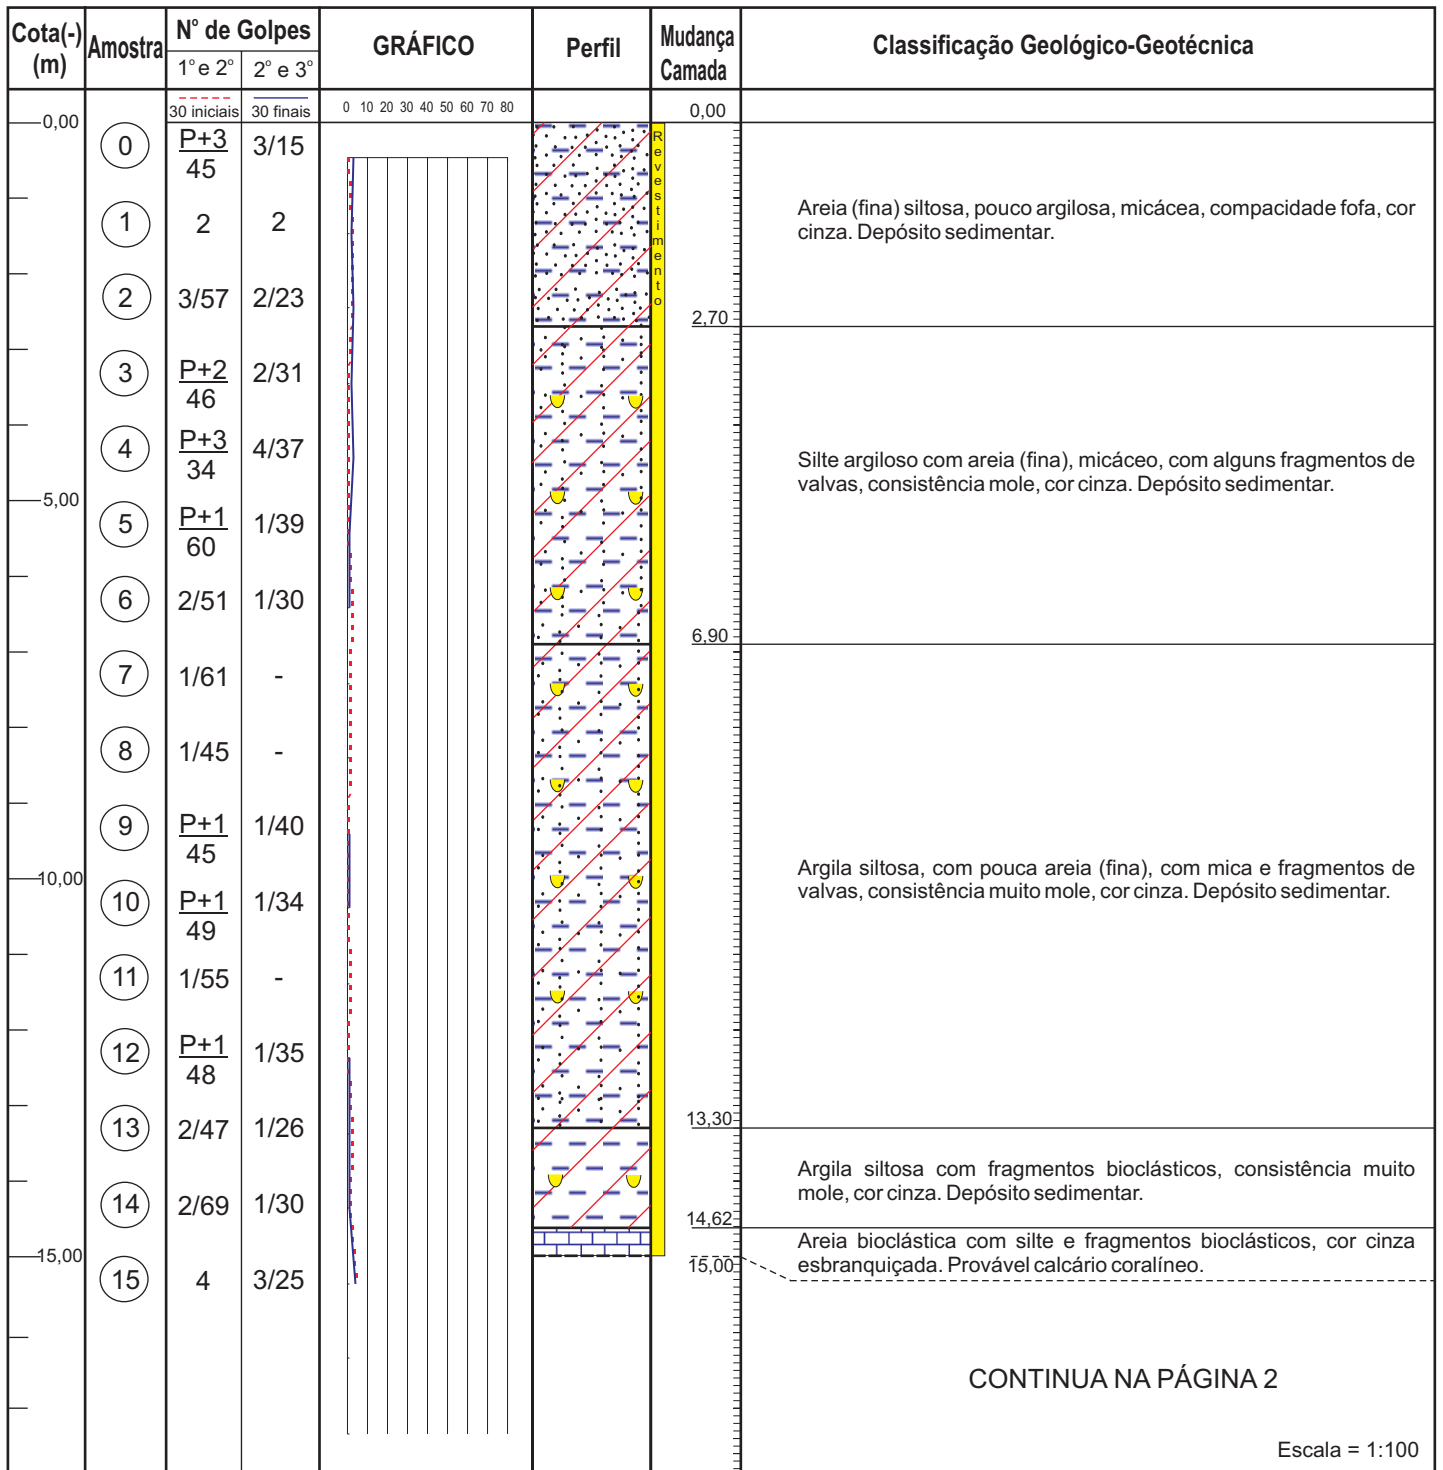 Cota(-) (m) Amostra N° de Golpes GRÁFICO Perfil Mudança Camada Classificação Geológico-Geotécnica
1° e 2° 2° e 3°
30 iniciais 30 finais 0 10 20 30 40 50 60 70 80 0,00
0,00
Revestimento
0 P+3/45 3/15
1 2 2
Areia (fina) siltosa, pouco argilosa, micácea, compacidade fofa, cor
cinza. Depósito sedimentar.
2 3/57 2/23
2,70
3 P+2/46 2/31
4 P+3/34 4/37
Silte argiloso com areia (fina), micáceo, com alguns fragmentos de
valvas, consistência mole, cor cinza. Depósito sedimentar.
5,00
5 P+1/60 1/39
6 2/51 1/30
6,90
7 1/61 -
8 1/45 -
9 P+1/45 1/40
Argila siltosa, com pouca areia (fina), com mica e fragmentos de
valvas, consistência muito mole, cor cinza. Depósito sedimentar.
10,00
10 P+1/49 1/34
11 1/55 -
12 P+1/48 1/35
13,30
13 2/47 1/26
Argila siltosa com fragmentos bioclásticos, consistência muito
mole, cor cinza. Depósito sedimentar.
14 2/69 1/30
14,62
Areia bioclástica com silte e fragmentos bioclásticos, cor cinza
esbranquiçada. Provável calcário coralíneo.
15,00
15,00
15 4 3/25
CONTINUA NA PÁGINA 2
Escala = 1:100